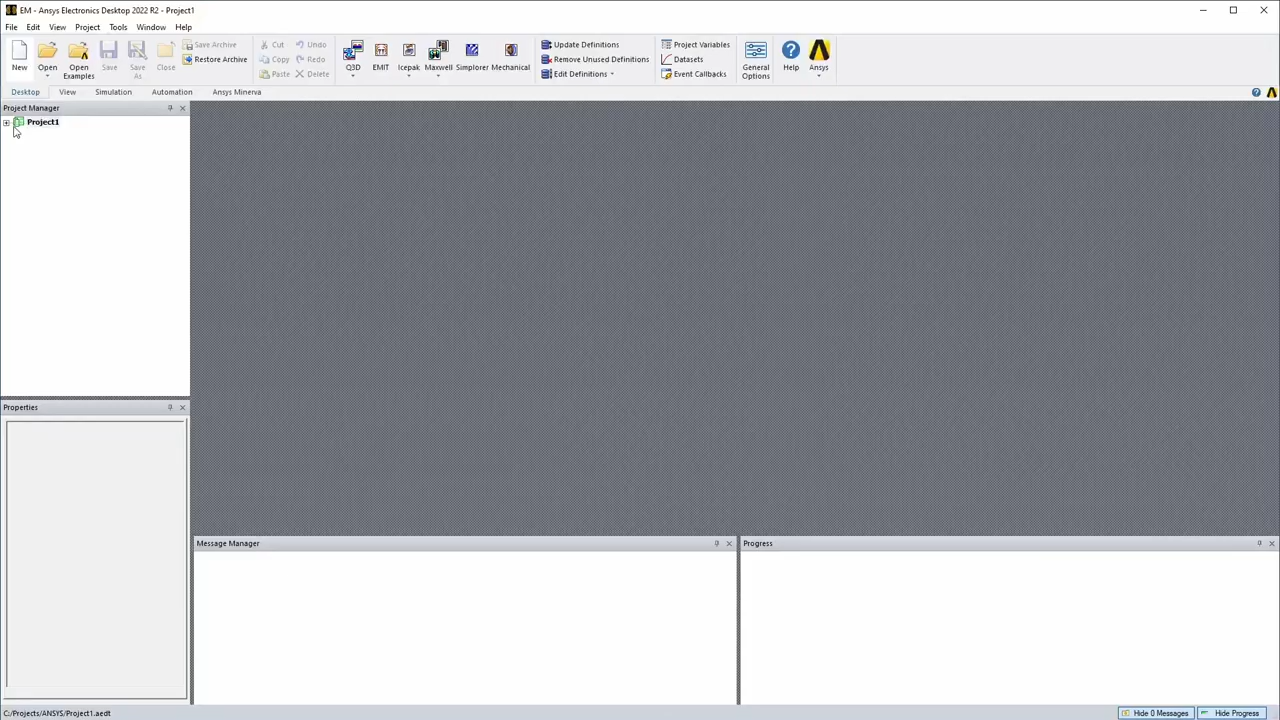 EM - Ansys Electronics Desktop 2022 R2 - Project1
File Edit View Project Tools Window Help
New
Open
Open Examples
Save
Save As
Close
Save Archive
Restore Archive
Cut
Copy
Paste
Undo
Redo
Delete
Q3D
EMIT
Icepak
Maxwell
Simplorer
Mechanical
Update Definitions
Remove Unused Definitions
Edit Definitions
Project Variables
Datasets
Event Callbacks
General Options
Help
Ansys
Desktop View Simulation Automation Ansys Minerva
Project Manager
Project1
Properties
Message Manager
Progress
C:/Projects/ANSYS/Project1.aedt
Hide 0 Messages
Hide Progress